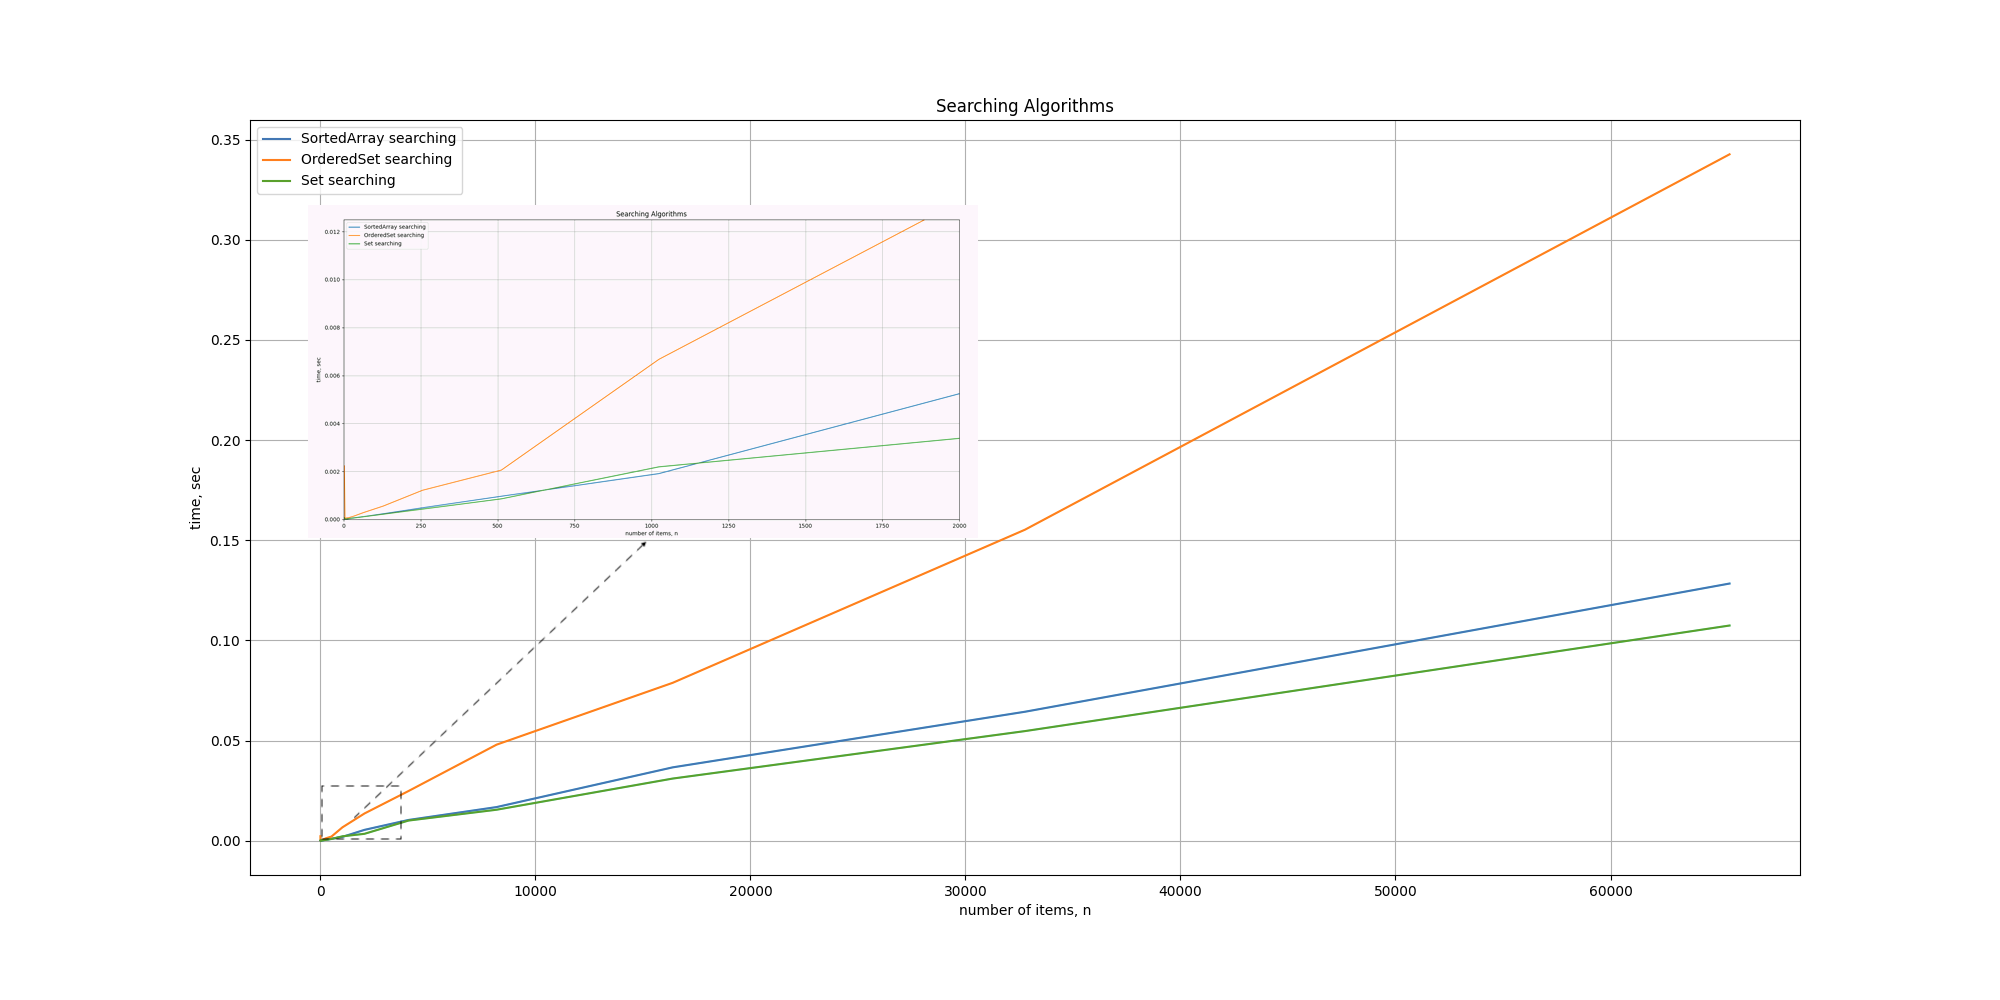 Searching Algorithms
SortedArray searching
OrderedSet searching
Set searching
0.35
0.30
0.25
0.20
0.15
0.10
0.05
0.00
time, sec
0
10000
20000
30000
40000
50000
60000
number of items, n
Searching Algorithms
SortedArray searching
OrderedSet searching
Set searching
0.012
0.010
0.008
0.006
0.004
0.002
0.000
time, sec
0
250
500
750
1000
1250
1500
1750
2000
number of items, n